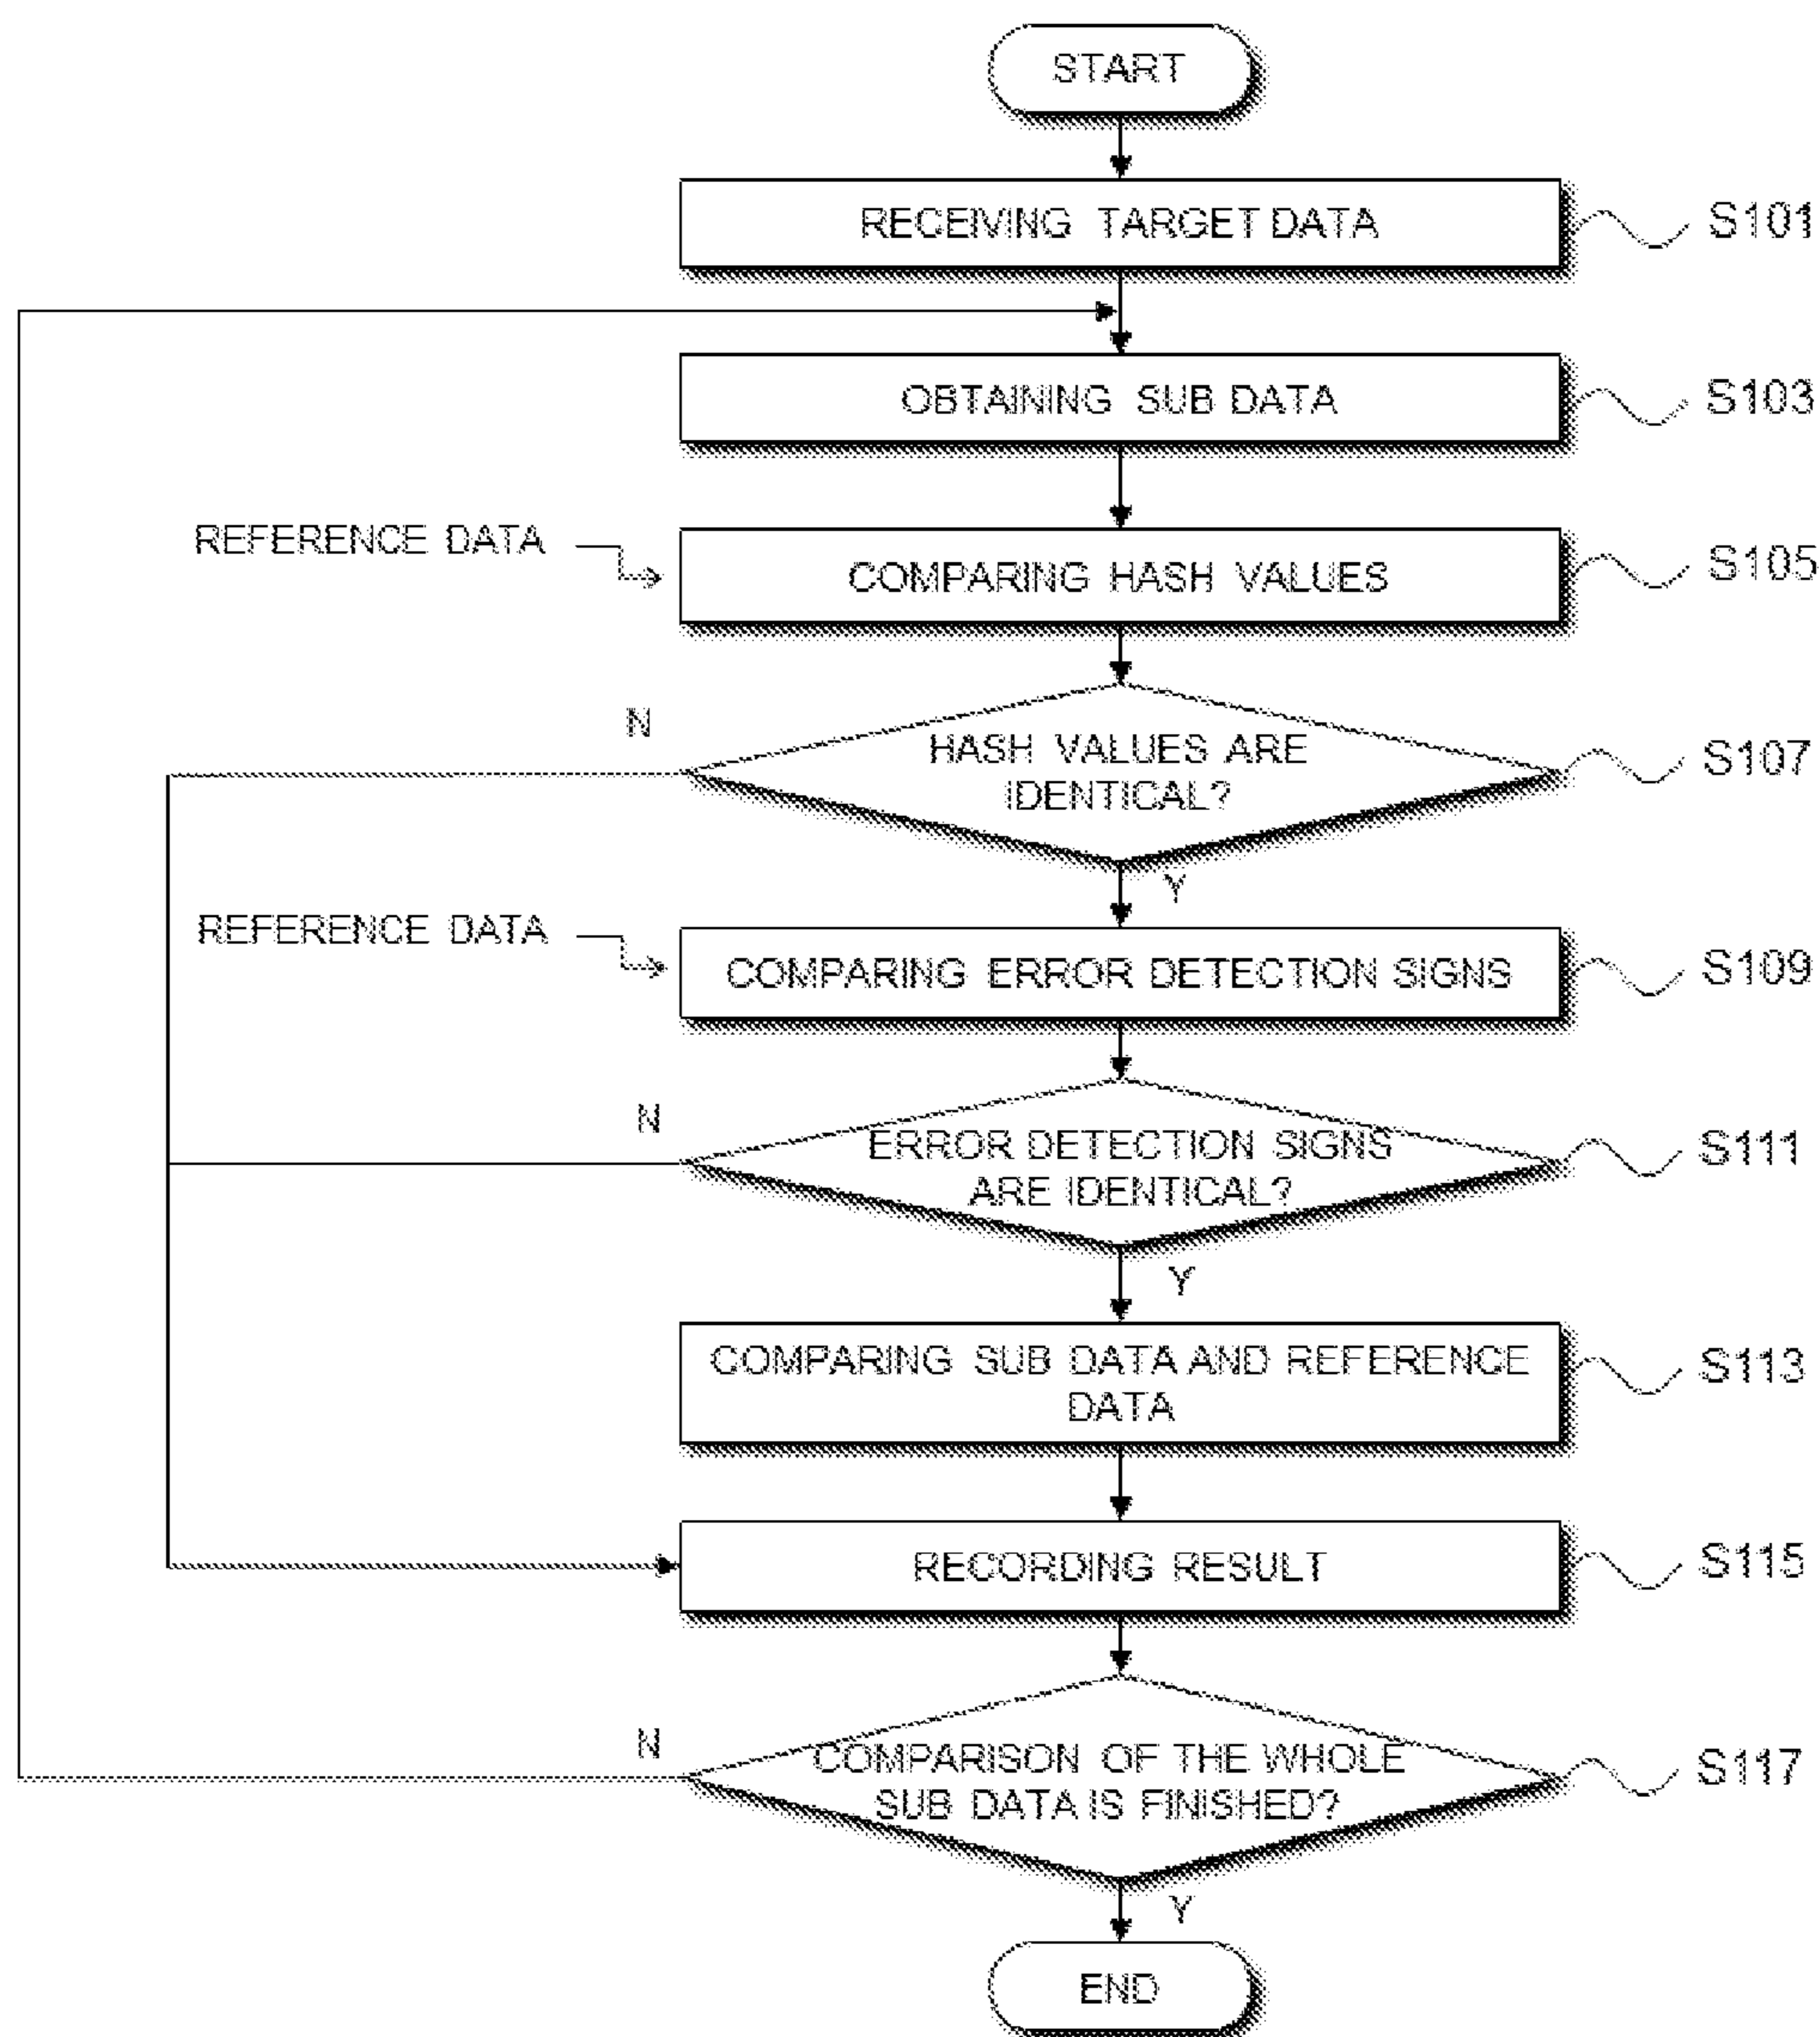 START
RECEIVING TARGET DATA
S101
OBTAINING SUB DATA
S103
REFERENCE DATA
COMPARING HASH VALUES
S105
N
HASH VALUES ARE
IDENTICAL?
S107
Y
REFERENCE DATA
COMPARING ERROR DETECTION SIGNS
S109
N
ERROR DETECTION SIGNS
ARE IDENTICAL?
S111
Y
COMPARING SUB DATA AND REFERENCE
DATA
S113
RECORDING RESULT
S115
N
COMPARISON OF THE WHOLE
SUB DATA IS FINISHED?
S117
Y
END